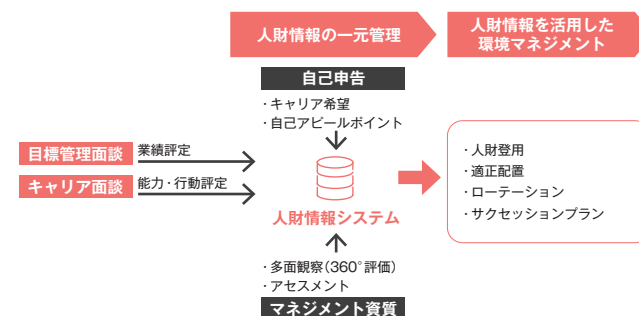 人財情報の一元管理
人財情報を活用した
環境マネジメント
自己申告
・キャリア希望
・自己アピールポイント
目標管理面談
業績評定
キャリア面談
能力・行動評定
人財情報システム
・人財登用
・適正配置
・ローテーション
・サクセッションプラン
・多面観察(360°評価)
・アセスメント
マネジメント資質